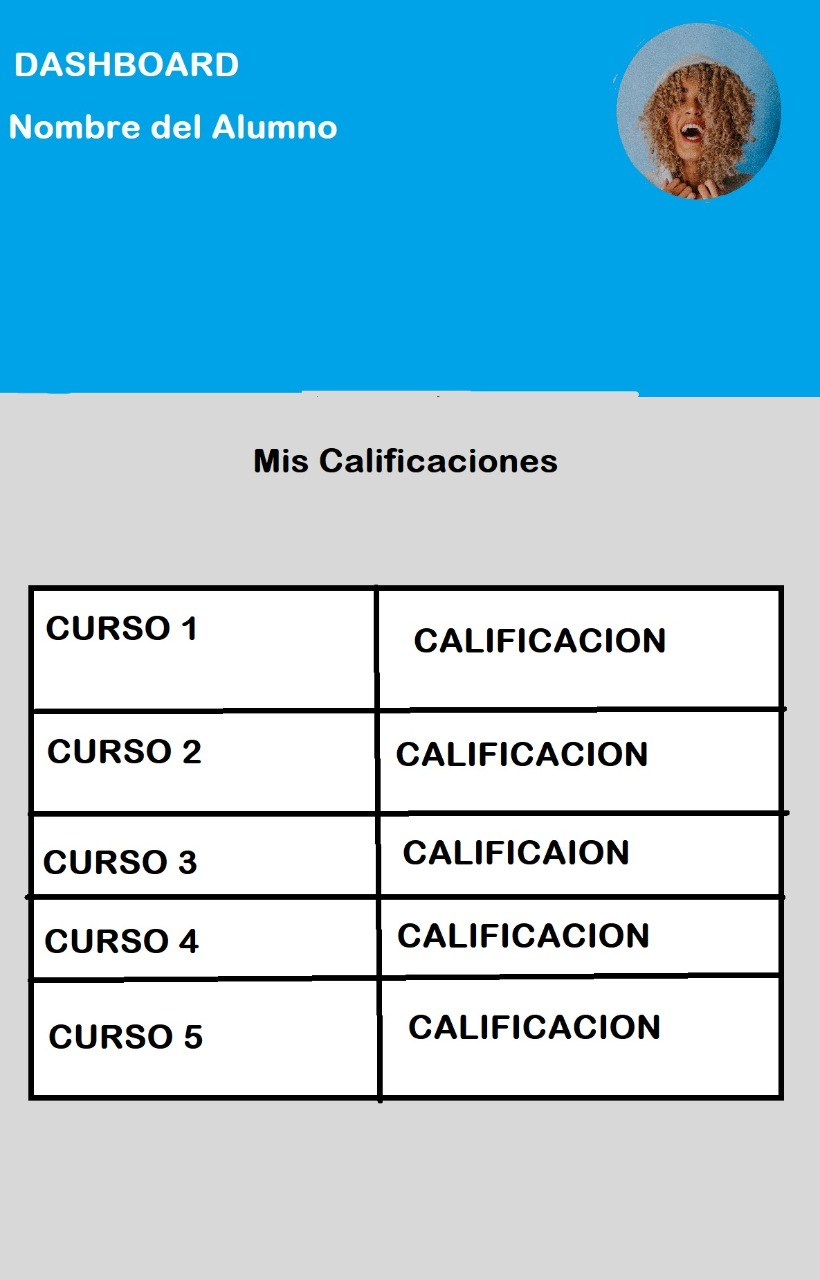 DASHBOARD
Nombre del Alumno
Mis Calificaciones
CURSO 1 CALIFICACION
CURSO 2 CALIFICACION
CURSO 3 CALIFICAION
CURSO 4 CALIFICACION
CURSO 5 CALIFICACION